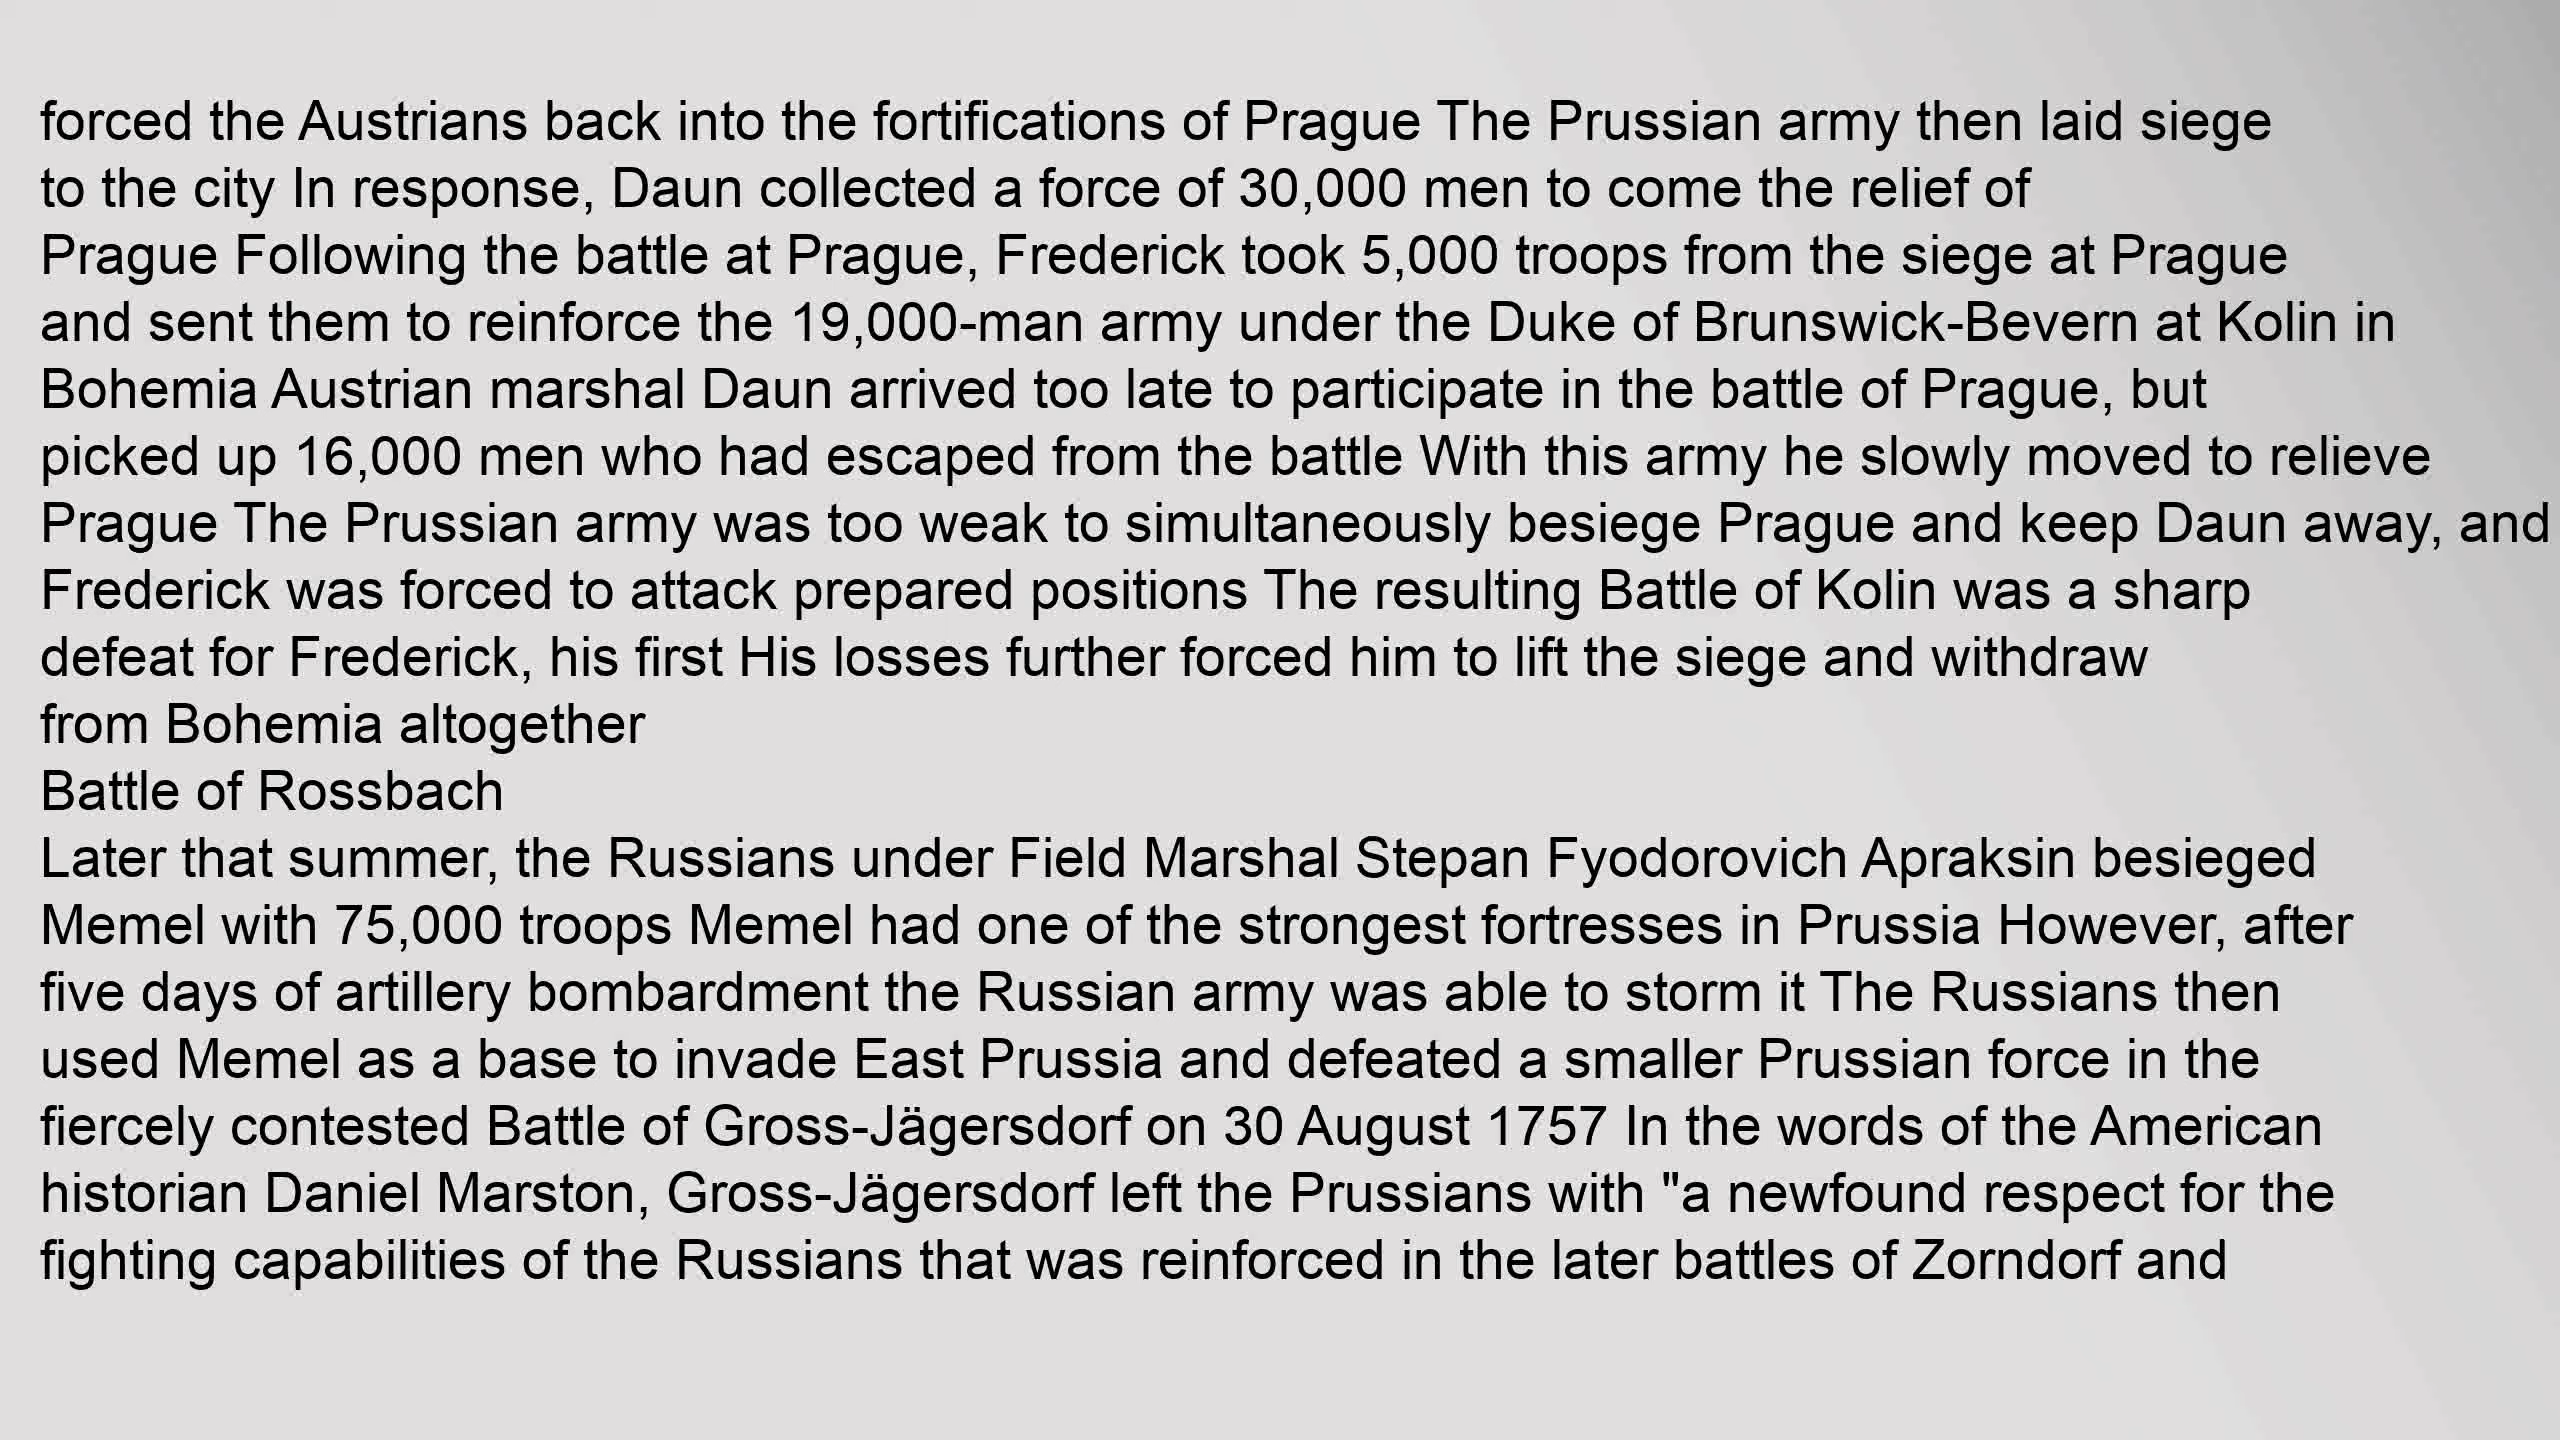 forced the Austrians back into the fortifications of Prague The Prussian army then laid siege
to the city In response, Daun collected a force of 30,000 men to come the relief of
Prague Following the battle at Prague, Frederick took 5,000 troops from the siege at Prague
and sent them to reinforce the 19,000-man army under the Duke of Brunswick-Bevern at Kolin in
Bohemia Austrian marshal Daun arrived too late to participate in the battle of Prague, but
picked up 16,000 men who had escaped from the battle With this army he slowly moved to relieve
Prague The Prussian army was too weak to simultaneously besiege Prague and keep Daun away, and
Frederick was forced to attack prepared positions The resulting Battle of Kolin was a sharp
defeat for Frederick, his first His losses further forced him to lift the siege and withdraw
from Bohemia altogether
Battle of Rossbach
Later that summer, the Russians under Field Marshal Stepan Fyodorovich Apraksin besieged
Memel with 75,000 troops Memel had one of the strongest fortresses in Prussia However, after
five days of artillery bombardment the Russian army was able to storm it The Russians then
used Memel as a base to invade East Prussia and defeated a smaller Prussian force in the
fiercely contested Battle of Gross-Jägersdorf on 30 August 1757 In the words of the American
historian Daniel Marston, Gross-Jägersdorf left the Prussians with "a newfound respect for the
fighting capabilities of the Russians that was reinforced in the later battles of Zorndorf and